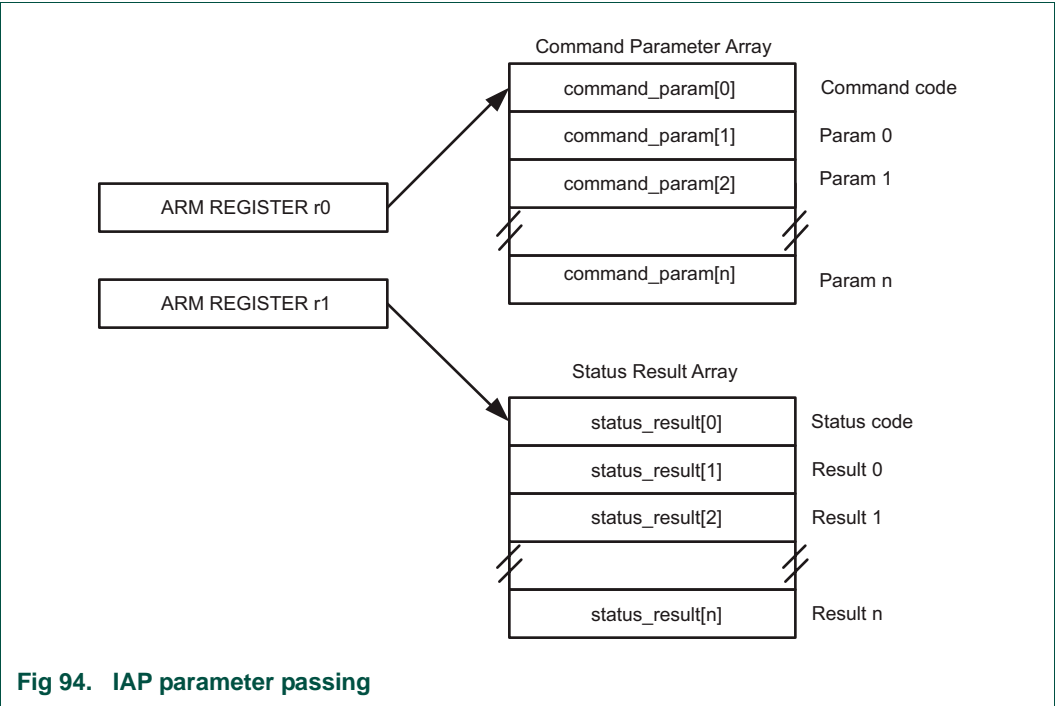 Command Parameter Array
command_param[0] Command code
command_param[1] Param 0
command_param[2] Param 1
ARM REGISTER r0
command_param[n] Param n
ARM REGISTER r1
Status Result Array
status_result[0] Status code
status_result[1] Result 0
status_result[2] Result 1
status_result[n] Result n
Fig 94. IAP parameter passing